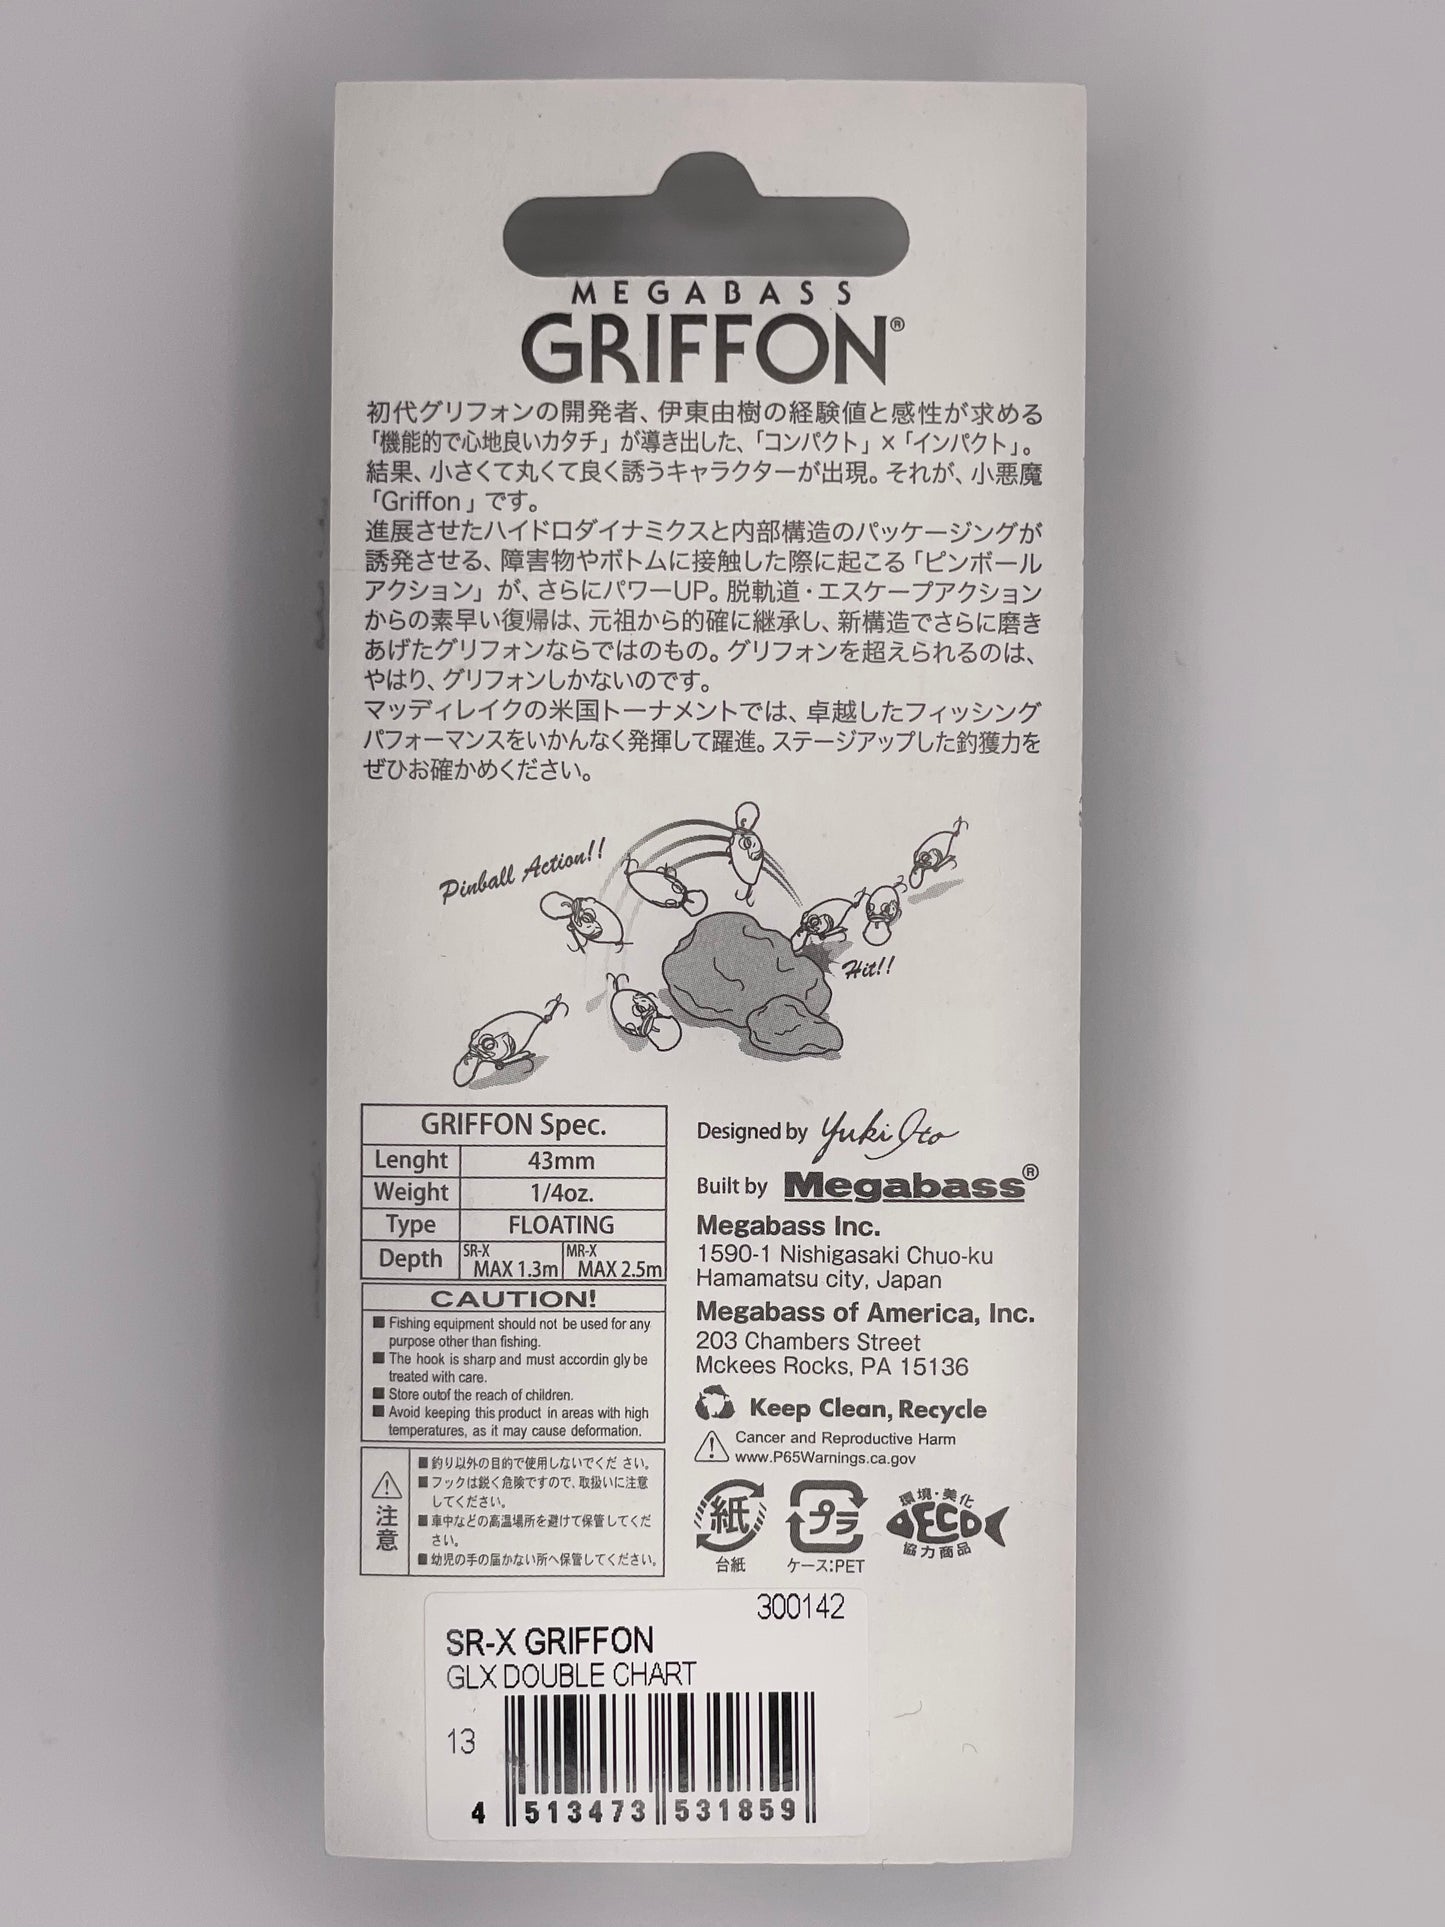 MEGABASS
GRIFFON®
初代グリフォンの開発者、伊東由樹の経験値と感性が求める
「機能的で心地良いカタチ」が導き出した、「コンパクト」×「インパクト」。
結果、小さくて丸くて良く誘うキャラクターが出現。それが、小悪魔
「Griffon」です。
進展させたハイドロダイナミクスと内部構造のパッケージングが
誘発させる、障害物やボトムに接触した際に起こる「ピンボール
アクション」が、さらにパワーUP。脱軌道・エスケープアクション
からの素早い復帰は、元祖から的確に継承し、新構造でさらに磨き
あげたグリフォンならではのもの。グリフォンを超えられるのは、
やはり、グリフォンしかないのです。
マッディレイクの米国トーナメントでは、卓越したフィッシング
パフォーマンスをいかんなく発揮して躍進。ステージアップした釣獲力を
ぜひお確かめください。
Pinball Action!!
Hit!!
GRIFFON Spec.
Lenght 43mm
Weight 1/4oz.
Type FLOATING
Depth SR-X MAX 1.3m MR-X MAX 2.5m
CAUTION!
■ Fishing equipment should not be used for any
purpose other than fishing.
■ The hook is sharp and must accordin gly be
treated with care.
■ Store outof the reach of children.
■ Avoid keeping this product in areas with high
temperatures, as it may cause deformation.
注意
■釣り以外の目的で使用しないでくだ さい。
■フックは鋭く危険ですので、取扱いに注意
してください。
■車中などの高温場所を避けて保管してくだ
さい。
■幼児の手の届かない所へ保管してください。
Designed by Yuki Ito
Built by Megabass®
Megabass Inc.
1590-1 Nishigasaki Chuo-ku
Hamamatsu city, Japan
Megabass of America, Inc.
203 Chambers Street
Mckees Rocks, PA 15136
Keep Clean, Recycle
Cancer and Reproductive Harm
www.P65Warnings.ca.gov
紙
台紙
プラ
ケース:PET
環境・美化
ECO
協力商品
300142
SR-X GRIFFON
GLX DOUBLE CHART
13
4 513473 531859